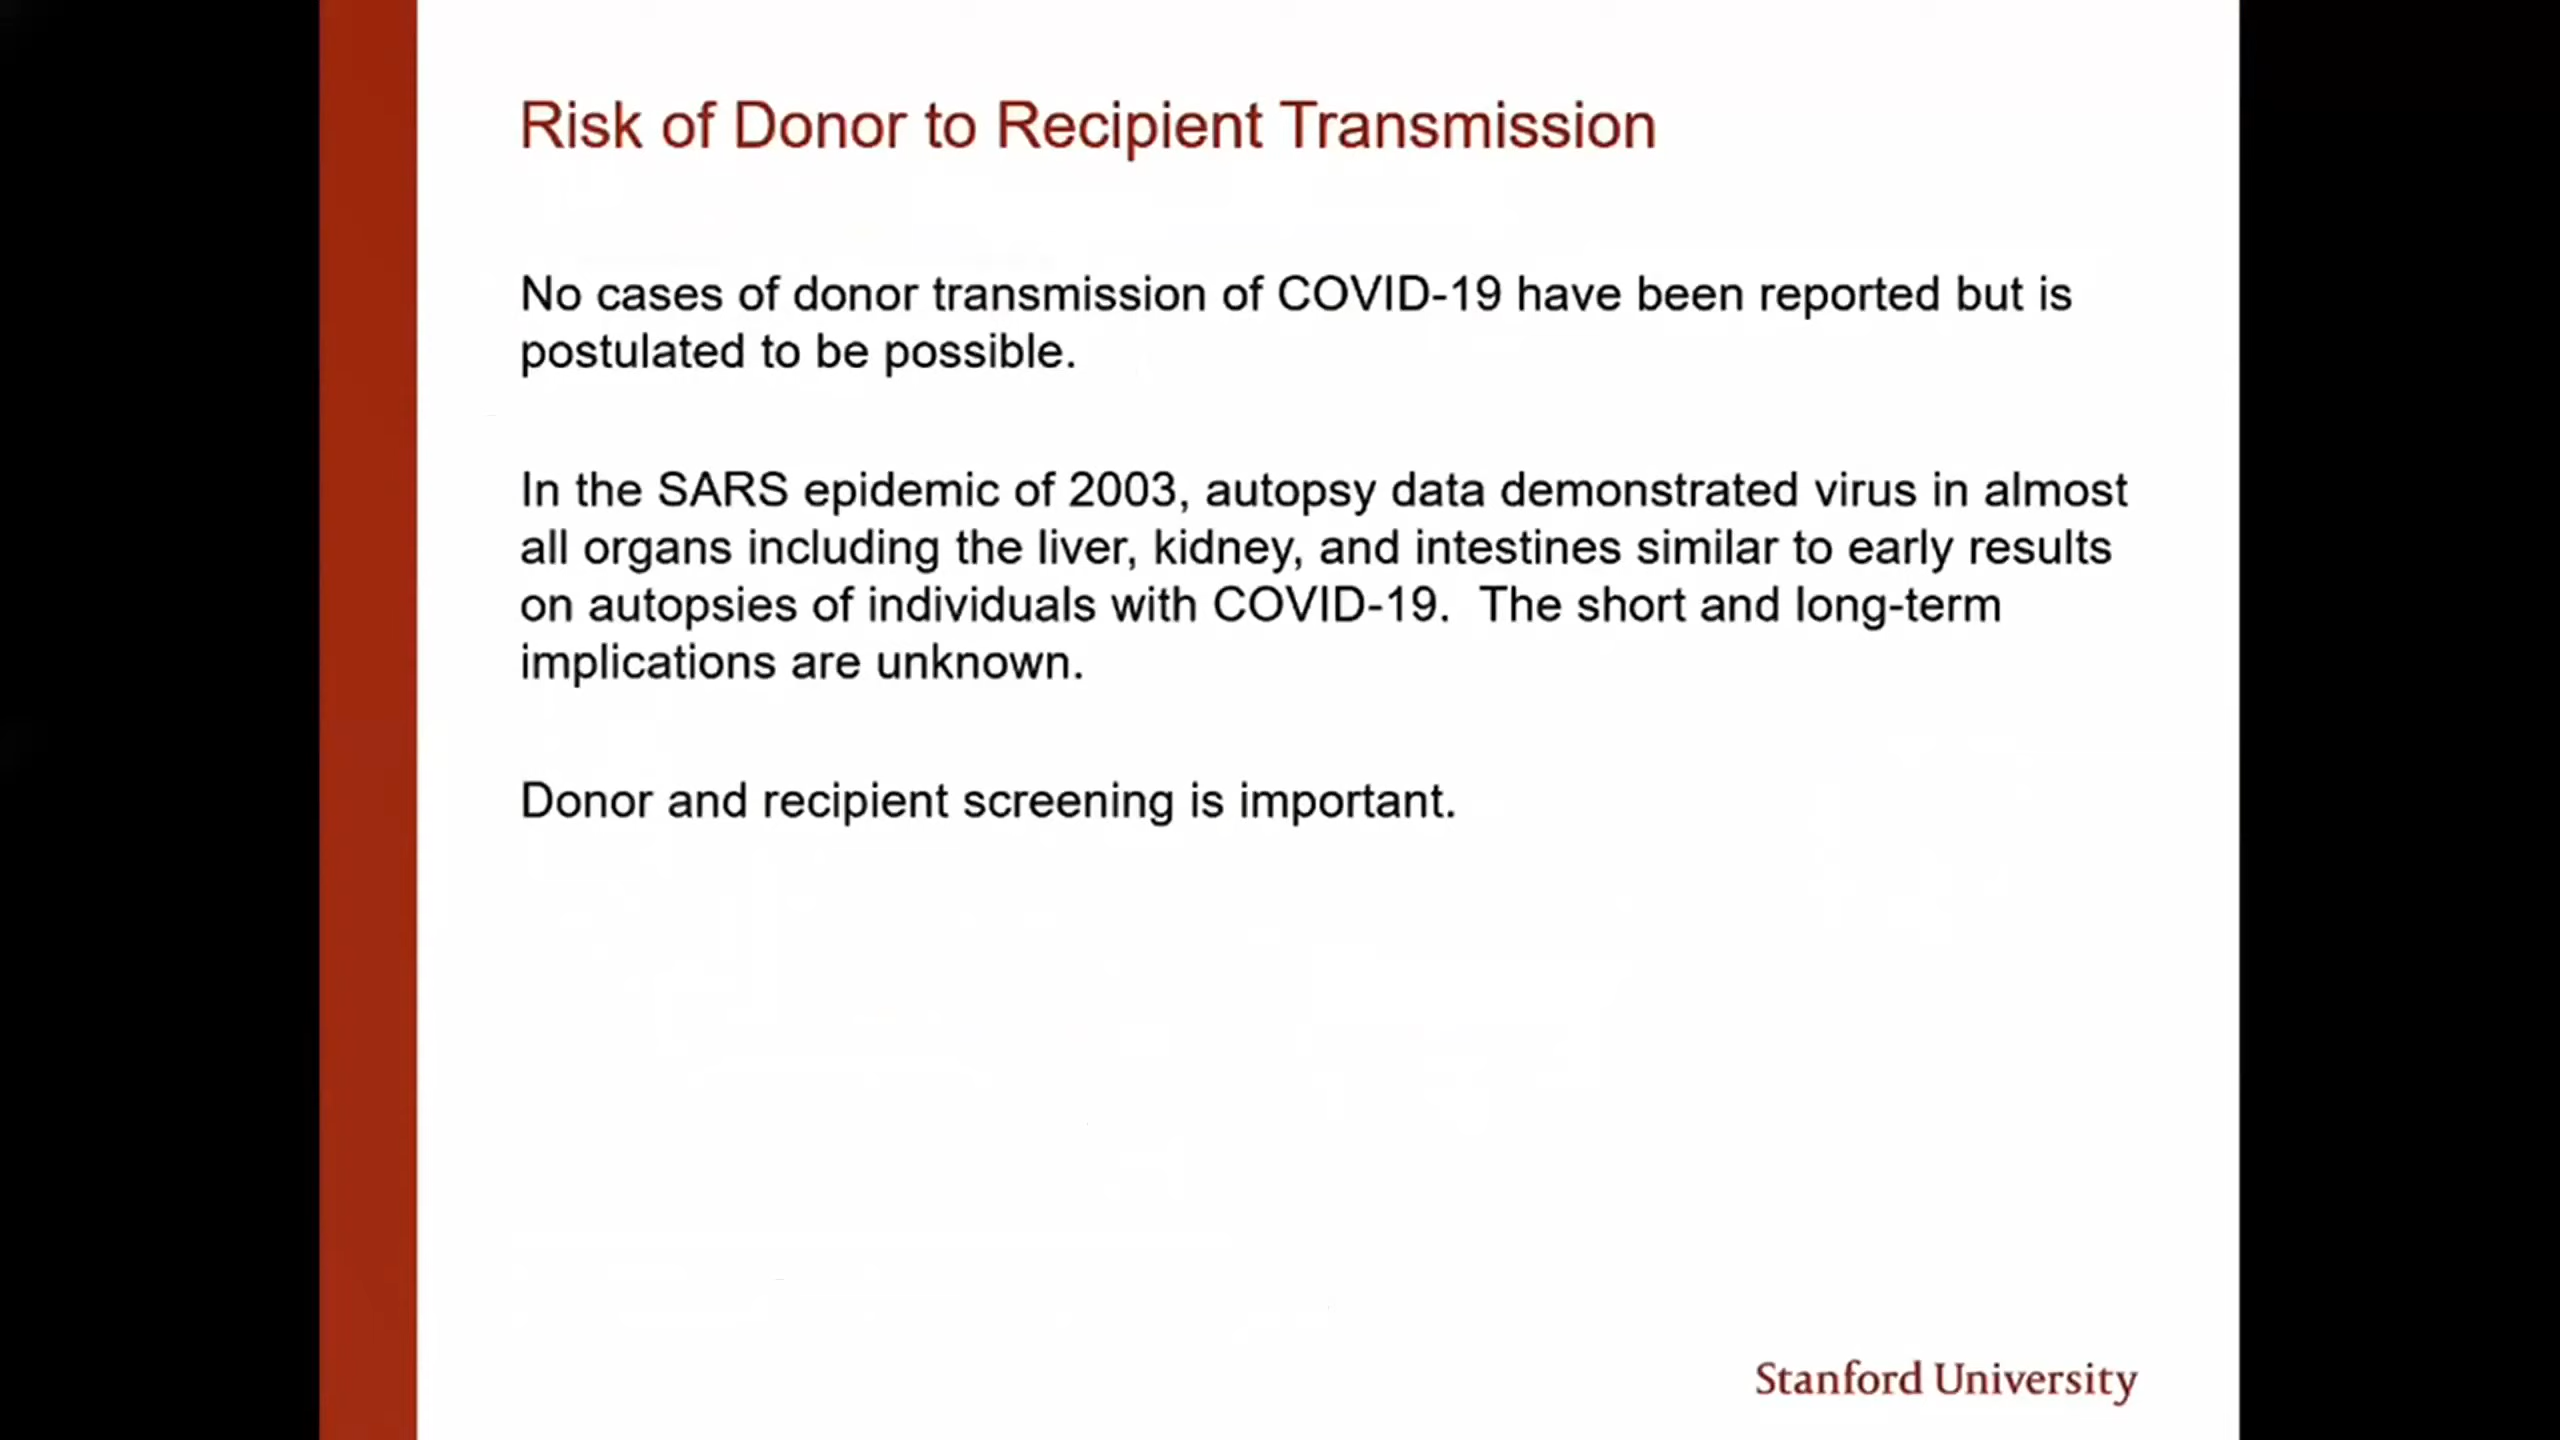 Risk of Donor to Recipient Transmission
No cases of donor transmission of COVID-19 have been reported but is
postulated to be possible.
In the SARS epidemic of 2003, autopsy data demonstrated virus in almost
all organs including the liver, kidney, and intestines similar to early results
on autopsies of individuals with COVID-19.  The short and long-term
implications are unknown.
Donor and recipient screening is important.
Stanford University